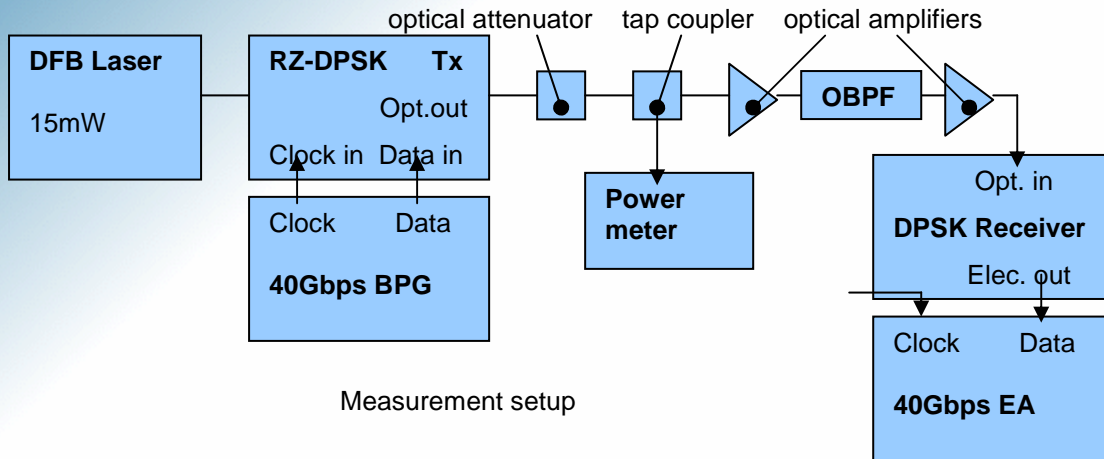 optical attenuator tap coupler optical amplifiers
DFB Laser
15mW
RZ-DPSK Tx
Opt.out
Clock in Data in
OBPF
Clock Data
40Gbps BPG
Power
meter
Opt. in
DPSK Receiver
Elec. out
Clock Data
40Gbps EA
Measurement setup